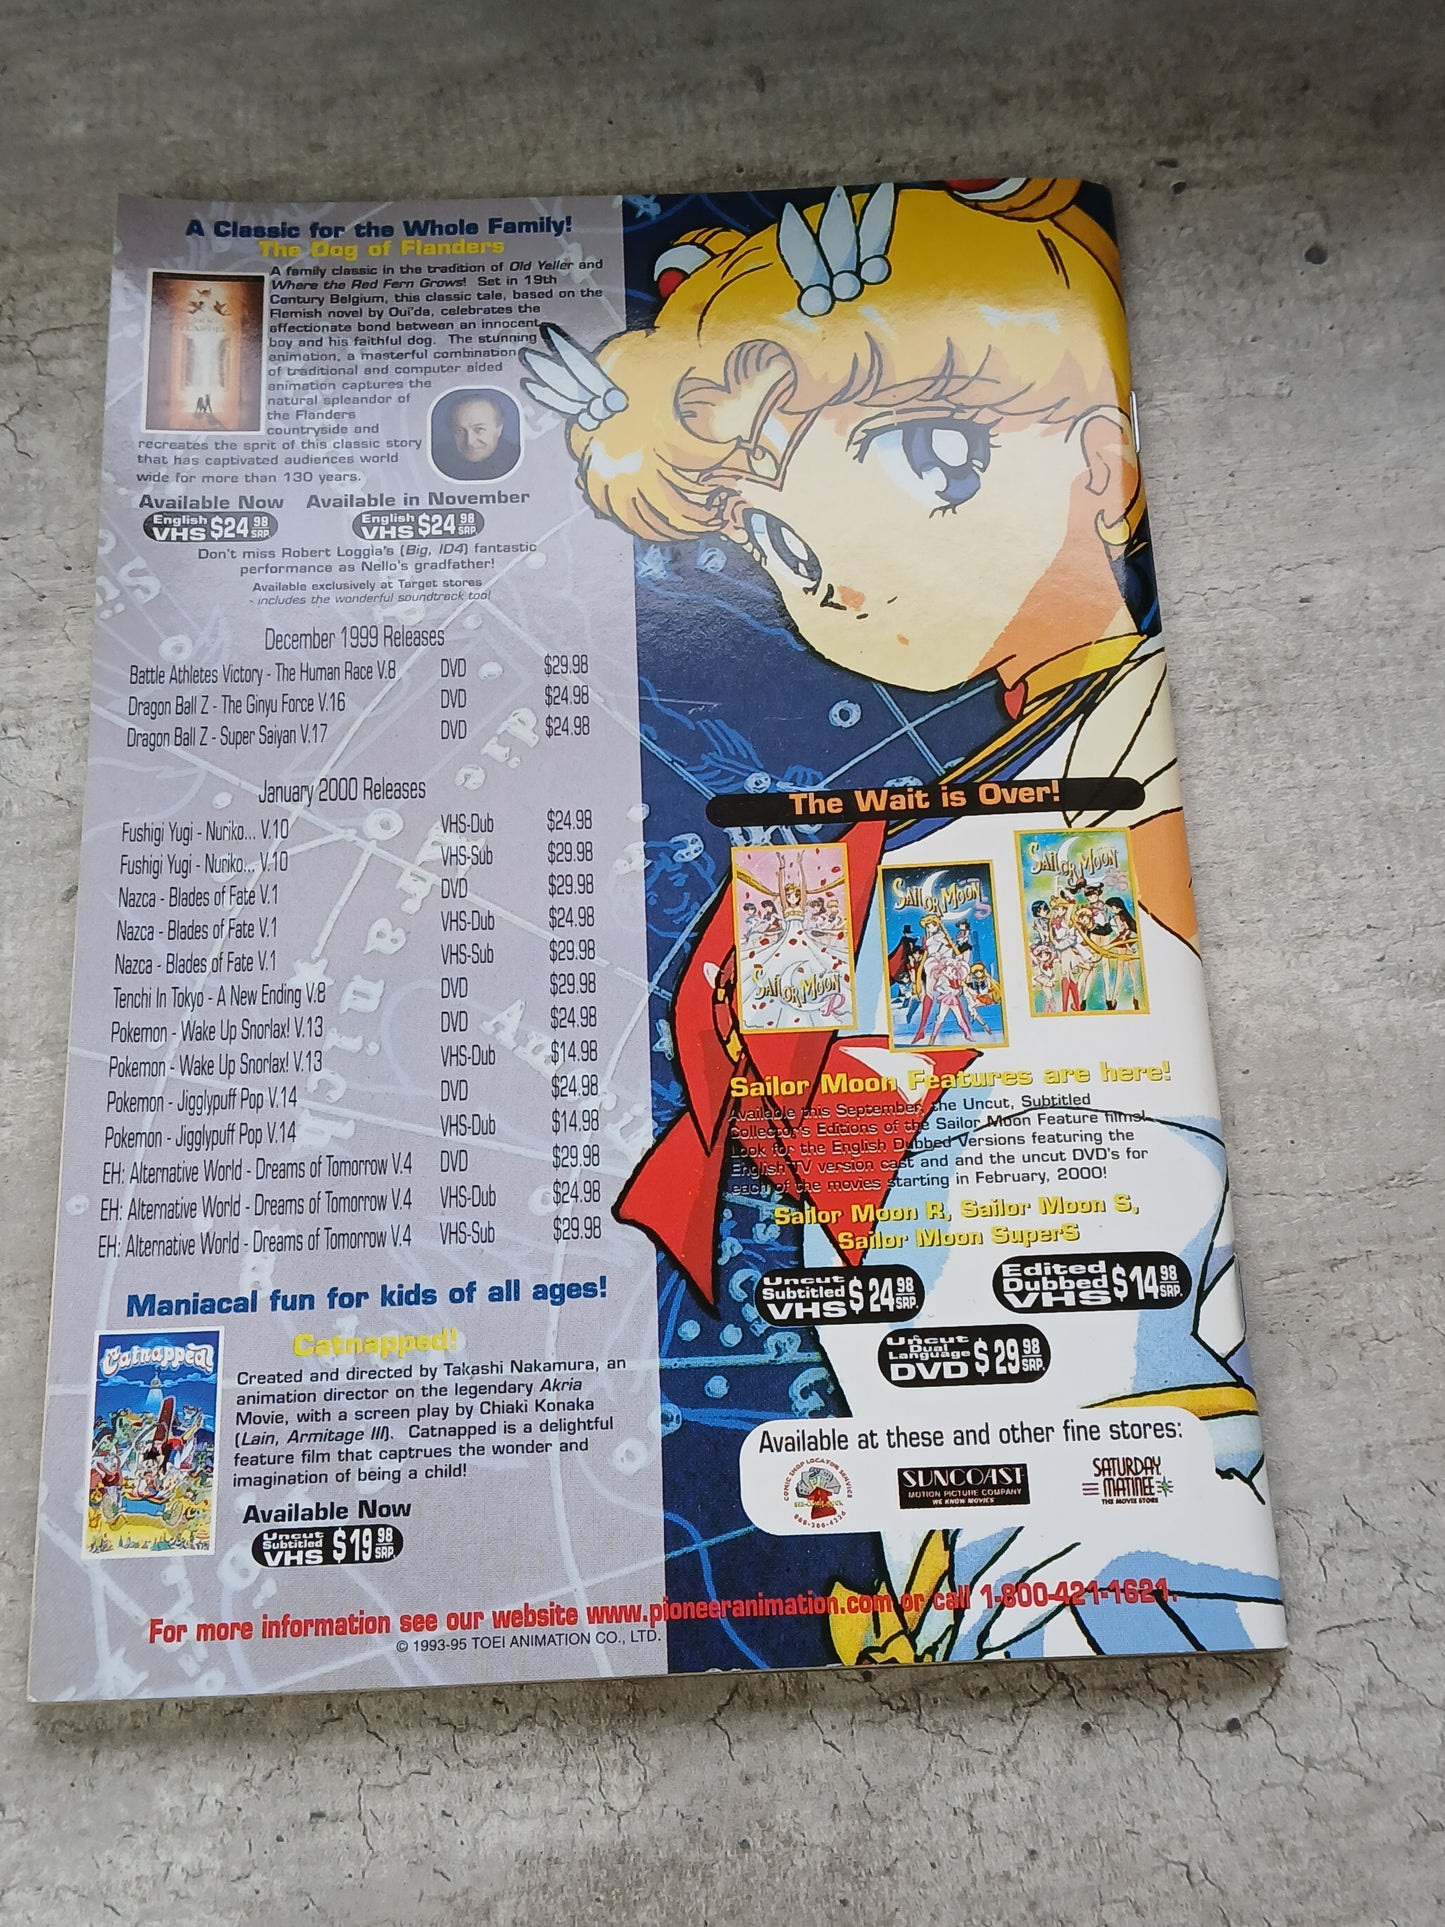 A Classic for the Whole Family!
The Dog of Flanders
A family classic in the tradition of Old Yeller and
Where the Red Fern Grows! Set in 19th
Century Belgium, this classic tale, based on the
Flemish novel by Oui'da, celebrates the
affectionate bond between an innocent
boy and his faithful dog. The stunning
animation, a masterful combination
of traditional and computer aided
animation captures the
natural spleandor of
the Flanders
countryside and
recreates the sprit of this classic story
that has captivated audiences world
wide for more than 130 years.
Available Now Available in November
English VHS $24.98 SRP. English VHS $24.98 SRP.
Don't miss Robert Loggia's (Big, ID4) fantastic
performance as Nello's gradfather!
Available exclusively at Target stores
- includes the wonderful soundtrack too!
December 1999 Releases
Battle Athletes Victory - The Human Race V.8 DVD $29.98
Dragon Ball Z - The Ginyu Force V.16 DVD $24.98
Dragon Ball Z - Super Saiyan V.17 DVD $24.98
January 2000 Releases
Fushigi Yugi - Nuriko... V.10 VHS-Dub $24.98
Fushigi Yugi - Nuriko... V.10 VHS-Sub $29.98
Nazca - Blades of Fate V.1 DVD $29.98
Nazca - Blades of Fate V.1 VHS-Dub $24.98
Nazca - Blades of Fate V.1 VHS-Sub $29.98
Tenchi In Tokyo - A New Ending V.8 DVD $29.98
Pokemon - Wake Up Snorlax! V.13 DVD $24.98
Pokemon - Wake Up Snorlax! V.13 VHS-Dub $14.98
Pokemon - Jigglypuff Pop V.14 DVD $24.98
Pokemon - Jigglypuff Pop V.14 VHS-Dub $14.98
EH: Alternative World - Dreams of Tomorrow V.4 DVD $29.98
EH: Alternative World - Dreams of Tomorrow V.4 VHS-Dub $24.98
EH: Alternative World - Dreams of Tomorrow V.4 VHS-Sub $29.98
Maniacal fun for kids of all ages!
Catnapped!
Catnapped!
Created and directed by Takashi Nakamura, an
animation director on the legendary Akria
Movie, with a screen play by Chiaki Konaka
(Lain, Armitage III). Catnapped is a delightful
feature film that captrues the wonder and
imagination of being a child!
Available Now
Uncut Subtitled VHS $19.98 SRP.
The Wait is Over!
Sailor Moon R
Sailor Moon S
Sailor Moon
Sailor Moon Features are here!
Available this September, the Uncut, Subtitled
Collector's Editions of the Sailor Moon Feature films!
Look for the English Dubbed Versions featuring the
English TV version cast and and the uncut DVD's for
each of the movies starting in February, 2000!
Sailor Moon R, Sailor Moon S,
Sailor Moon SuperS
Uncut Subtitled VHS $24.98 SRP.
Edited Dubbed VHS $14.98 SRP.
Uncut Dual Language DVD $29.98 SRP.
Available at these and other fine stores:
COMIC SHOP LOCATOR SERVICE
888-266-4226
SUNCOAST
MOTION PICTURE COMPANY
WE KNOW MOVIES
SATURDAY
MATINEE
THE MOVIE STORE
For more information see our website www.pioneeranimation.com or call 1-800-421-1621.
© 1993-95 TOEI ANIMATION CO., LTD.